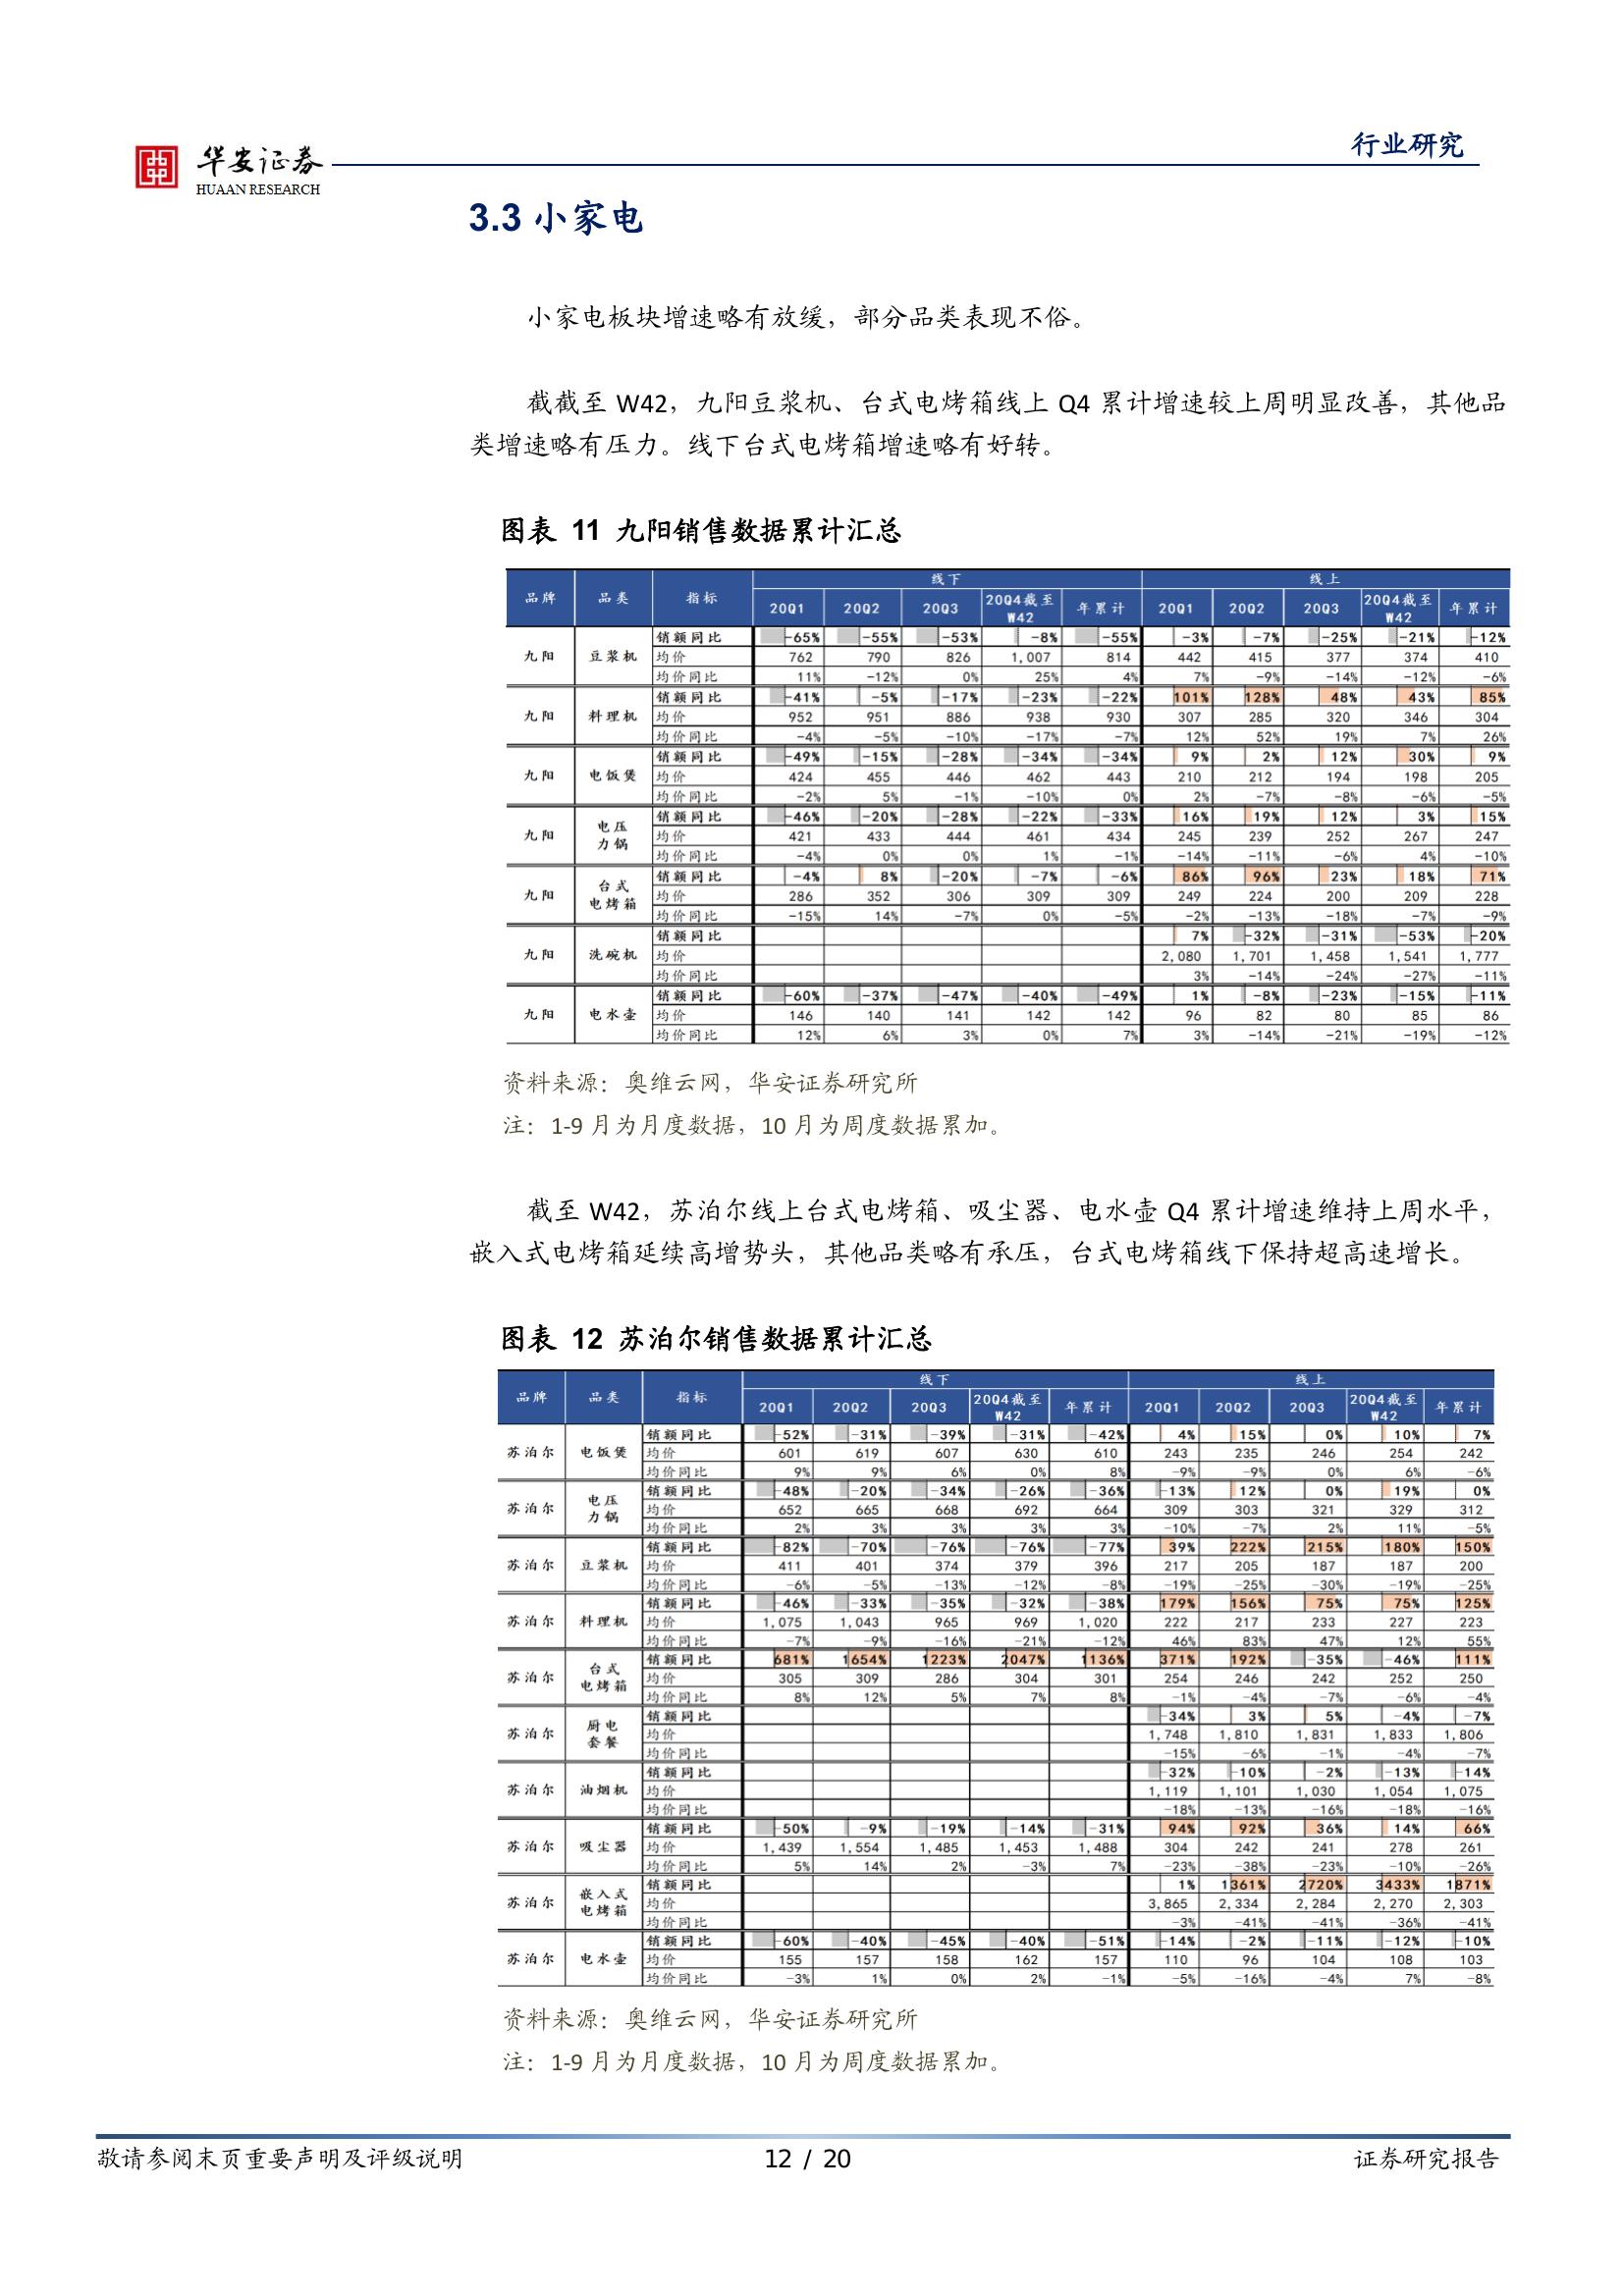 华安证券
HUAAN RESEARCH
行业研究
3.3 小家电
小家电板块增速略有放缓，部分品类表现不俗。
截截至 W42，九阳豆浆机、台式电烤箱线上 Q4 累计增速较上周明显改善，其他品
类增速略有压力。线下台式电烤箱增速略有好转。
图表 11 九阳销售数据累计汇总
线下 线上
品牌 品类 指标 20Q1 20Q2 20Q3 20Q4截至W42 年累计 20Q1 20Q2 20Q3 20Q4截至W42 年累计
销额同比 -65% -55% -53% -8% -55% -3% -7% -25% -21% -12%
九阳 豆浆机 均价 762 790 826 1,007 814 442 415 377 374 410
均价同比 11% -12% 0% 25% 4% 7% -9% -14% -12% -6%
销额同比 -41% -5% -17% -23% -22% 101% 128% 48% 43% 85%
九阳 料理机 均价 952 951 886 938 930 307 285 320 346 304
均价同比 -4% -5% -10% -17% -7% 12% 52% 19% 7% 26%
销额同比 -49% -15% -28% -34% -34% 9% 2% 12% 30% 9%
九阳 电饭煲 均价 424 455 446 462 443 210 212 194 198 205
均价同比 -2% 5% -1% -10% 0% 2% -7% -8% -6% -5%
销额同比 -46% -20% -28% -22% -33% 16% 19% 12% 3% 15%
九阳 电压力锅 均价 421 433 444 461 434 245 239 252 267 247
均价同比 -4% 0% 0% 1% -1% -14% -11% -6% 4% -10%
销额同比 -4% 8% -20% -7% -6% 86% 96% 23% 18% 71%
九阳 台式电烤箱 均价 286 352 306 309 309 249 224 200 209 228
均价同比 -15% 14% -7% 0% -5% -2% -13% -18% -7% -9%
销额同比 7% -32% -31% -53% -20%
九阳 洗碗机 均价 2,080 1,701 1,458 1,541 1,777
均价同比 3% -14% -24% -27% -11%
销额同比 -60% -37% -47% -40% -49% 1% -8% -23% -15% -11%
九阳 电水壶 均价 146 140 141 142 142 96 82 80 85 86
均价同比 12% 6% 3% 0% 7% 3% -14% -21% -19% -12%
资料来源：奥维云网，华安证券研究所
注：1-9 月为月度数据，10 月为周度数据累加。
截至 W42，苏泊尔线上台式电烤箱、吸尘器、电水壶 Q4 累计增速维持上周水平，
嵌入式电烤箱延续高增势头，其他品类略有承压，台式电烤箱线下保持超高速增长。
图表 12 苏泊尔销售数据累计汇总
线下 线上
品牌 品类 指标 20Q1 20Q2 20Q3 20Q4截至W42 年累计 20Q1 20Q2 20Q3 20Q4截至W42 年累计
销额同比 -52% -31% -39% -31% -42% 4% 15% 0% 10% 7%
苏泊尔 电饭煲 均价 601 619 607 630 610 243 235 246 254 242
均价同比 9% 9% 6% 0% 8% -9% -9% 0% 6% -6%
销额同比 -48% -20% -34% -26% -36% -13% 12% 0% 19% 0%
苏泊尔 电压力锅 均价 652 665 668 692 664 309 303 321 329 312
均价同比 2% 3% 3% 3% 3% -10% -7% 2% 11% -5%
销额同比 -82% -70% -76% -76% -77% 39% 222% 215% 180% 150%
苏泊尔 豆浆机 均价 411 401 374 379 396 217 205 187 187 200
均价同比 -6% -5% -13% -12% -8% -19% -25% -30% -19% -25%
销额同比 -46% -33% -35% -32% -38% 179% 156% 75% 75% 125%
苏泊尔 料理机 均价 1,075 1,043 965 969 1,020 222 217 233 227 223
均价同比 -7% -9% -16% -21% -12% 46% 83% 47% 12% 55%
销额同比 681% 1654% 1223% 2047% 1136% 371% 192% -35% -46% 111%
苏泊尔 台式电烤箱 均价 305 309 286 304 301 254 246 242 252 250
均价同比 8% 12% 5% 7% 8% -1% -4% -7% -6% -4%
销额同比 -34% 3% 5% -4% -7%
苏泊尔 厨电套餐 均价 1,748 1,810 1,831 1,833 1,806
均价同比 -15% -6% -1% -4% -7%
销额同比 -32% -10% -2% -13% -14%
苏泊尔 油烟机 均价 1,119 1,101 1,030 1,054 1,075
均价同比 -18% -13% -16% -18% -16%
销额同比 -50% -9% -19% -14% -31% 94% 92% 36% 14% 66%
苏泊尔 吸尘器 均价 1,439 1,554 1,485 1,453 1,488 304 242 241 278 261
均价同比 5% 14% 2% -3% 7% -23% -38% -23% -10% -26%
销额同比 1% 1361% 2720% 3433% 1871%
苏泊尔 嵌入式电烤箱 均价 3,865 2,334 2,284 2,270 2,303
均价同比 -3% -41% -41% -36% -41%
销额同比 -60% -40% -45% -40% -51% -14% -2% -11% -12% -10%
苏泊尔 电水壶 均价 155 157 158 162 157 110 96 104 108 103
均价同比 -3% 1% 0% 2% -1% -5% -16% -4% 7% -8%
资料来源：奥维云网，华安证券研究所
注：1-9 月为月度数据，10 月为周度数据累加。
敬请参阅末页重要声明及评级说明 12 / 20 证券研究报告